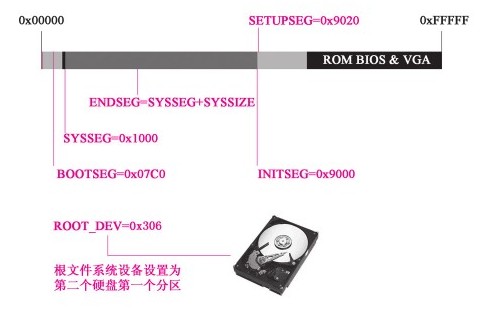 0x00000
SETUPSEG=0x9020
0xFFFFF
ROM BIOS & VGA
ENDSEG=SYSSEG+SYSSIZE
SYSSEG=0x1000
BOOTSEG=0x07C0
INITSEG=0x9000
ROOT_DEV=0x306
根文件系统设备设置为
第二个硬盘第一个分区